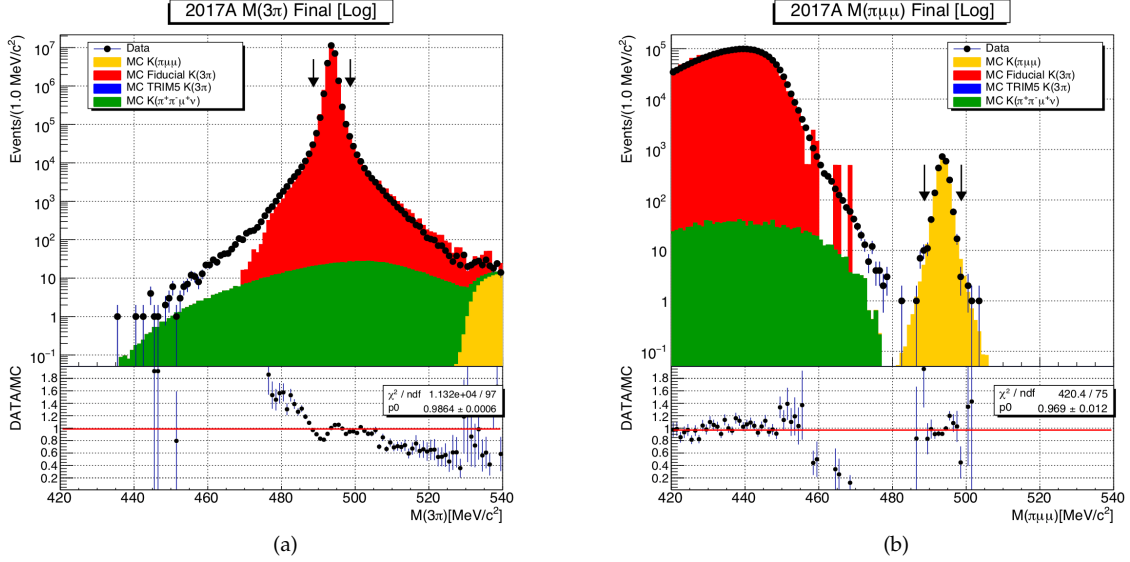 2017A M(3π) Final [Log]
Events/(1.0 MeV/c²)
10⁷
10⁶
10⁵
10⁴
10³
10²
10
1
10⁻¹
Data
MC K(πμμ)
MC Fiducial K(3π)
MC TRIM5 K(3π)
MC K(π⁺π⁻μ⁺ν)
DATA/MC
1.8
1.6
1.4
1.2
1
0.8
0.6
0.4
0.2
χ² / ndf 1.132e+04 / 97
p0 0.9864 ± 0.0006
420 440 460 480 500 520 540
M(3π)[MeV/c²]
(a)
2017A M(πμμ) Final [Log]
Events/(1.0 MeV/c²)
10⁵
10⁴
10³
10²
10
1
10⁻¹
Data
MC K(πμμ)
MC Fiducial K(3π)
MC TRIM5 K(3π)
MC K(π⁺π⁻μ⁺ν)
DATA/MC
1.8
1.6
1.4
1.2
1
0.8
0.6
0.4
0.2
χ² / ndf 420.4 / 75
p0 0.969 ± 0.012
420 440 460 480 500 520 540
M(πμμ)[MeV/c²]
(b)